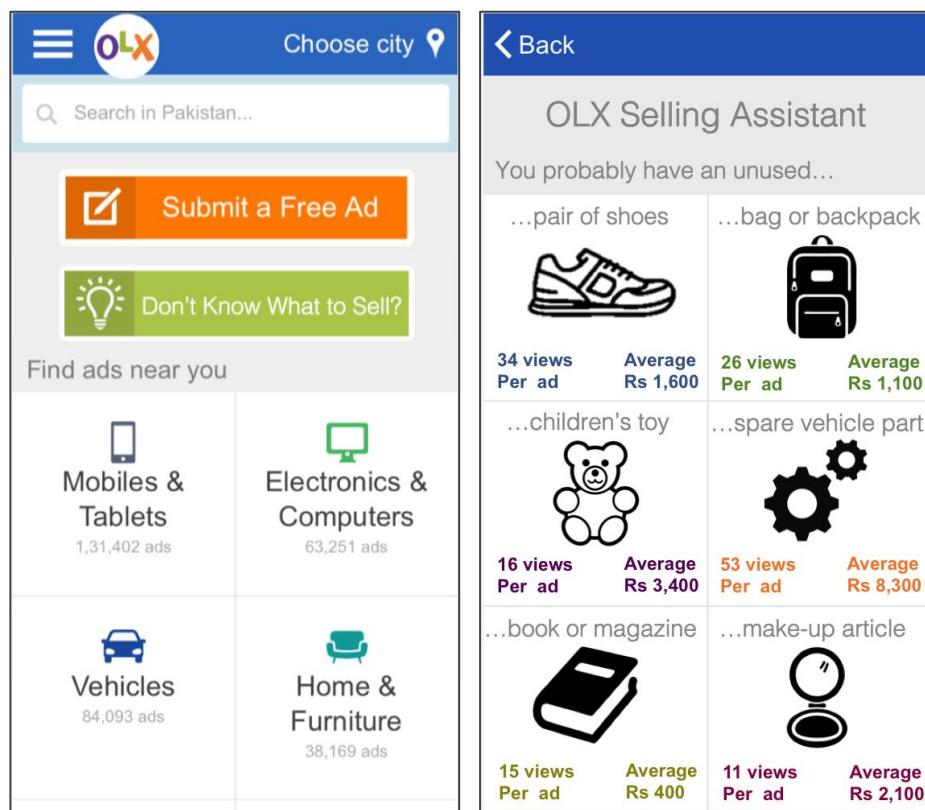 OLX
Choose city
Search in Pakistan...
Submit a Free Ad
Don't Know What to Sell?
Find ads near you
Mobiles &
Tablets
1,31,402 ads
Electronics &
Computers
63,251 ads
Vehicles
84,093 ads
Home &
Furniture
38,169 ads
Back
OLX Selling Assistant
You probably have an unused...
...pair of shoes
34 views
Per ad
Average
Rs 1,600
...bag or backpack
26 views
Per ad
Average
Rs 1,100
...children's toy
16 views
Per ad
Average
Rs 3,400
...spare vehicle part
53 views
Per ad
Average
Rs 8,300
...book or magazine
15 views
Per ad
Average
Rs 400
...make-up article
11 views
Per ad
Average
Rs 2,100